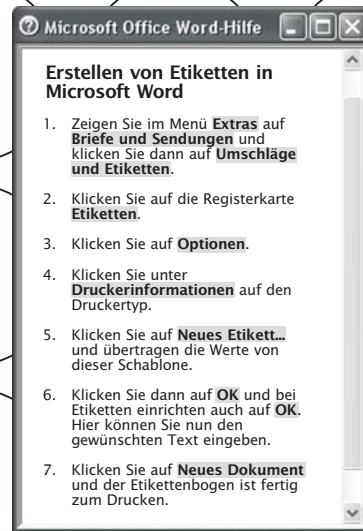 Microsoft Office Word-Hilfe
Erstellen von Etiketten in
Microsoft Word
1. Zeigen Sie im Menü Extras auf
Briefe und Sendungen und
klicken Sie dann auf Umschläge
und Etiketten.
2. Klicken Sie auf die Registerkarte
Etiketten.
3. Klicken Sie auf Optionen.
4. Klicken Sie unter
Druckerinformationen auf den
Druckertyp.
5. Klicken Sie auf Neues Etikett...
und übertragen die Werte von
dieser Schablone.
6. Klicken Sie dann auf OK und bei
Etiketten einrichten auch auf OK.
Hier können Sie nun den
gewünschten Text eingeben.
7. Klicken Sie auf Neues Dokument
und der Etikettenbogen ist fertig
zum Drucken.